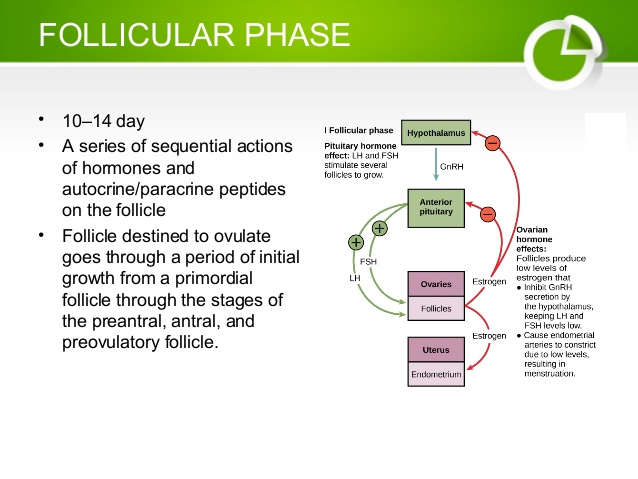 FOLLICULAR PHASE
• 10–14 day
• A series of sequential actions
of hormones and
autocrine/paracrine peptides
on the follicle
• Follicle destined to ovulate
goes through a period of initial
growth from a primordial
follicle through the stages of
the preantral, antral, and
preovulatory follicle.
I Follicular phase
Pituitary hormone
effect: LH and FSH
stimulate several
follicles to grow.
Hypothalamus
−
GnRH
Anterior
pituitary
−
+
+
FSH
LH
Ovaries
Follicles
Estrogen
Estrogen
Uterus
Endometrium
Ovarian
hormone
effects:
Follicles produce
low levels of
estrogen that
● Inhibit GnRH
secretion by
the hypothalamus,
keeping LH and
FSH levels low.
● Cause endometrial
arteries to constrict
due to low levels,
resulting in
menstruation.